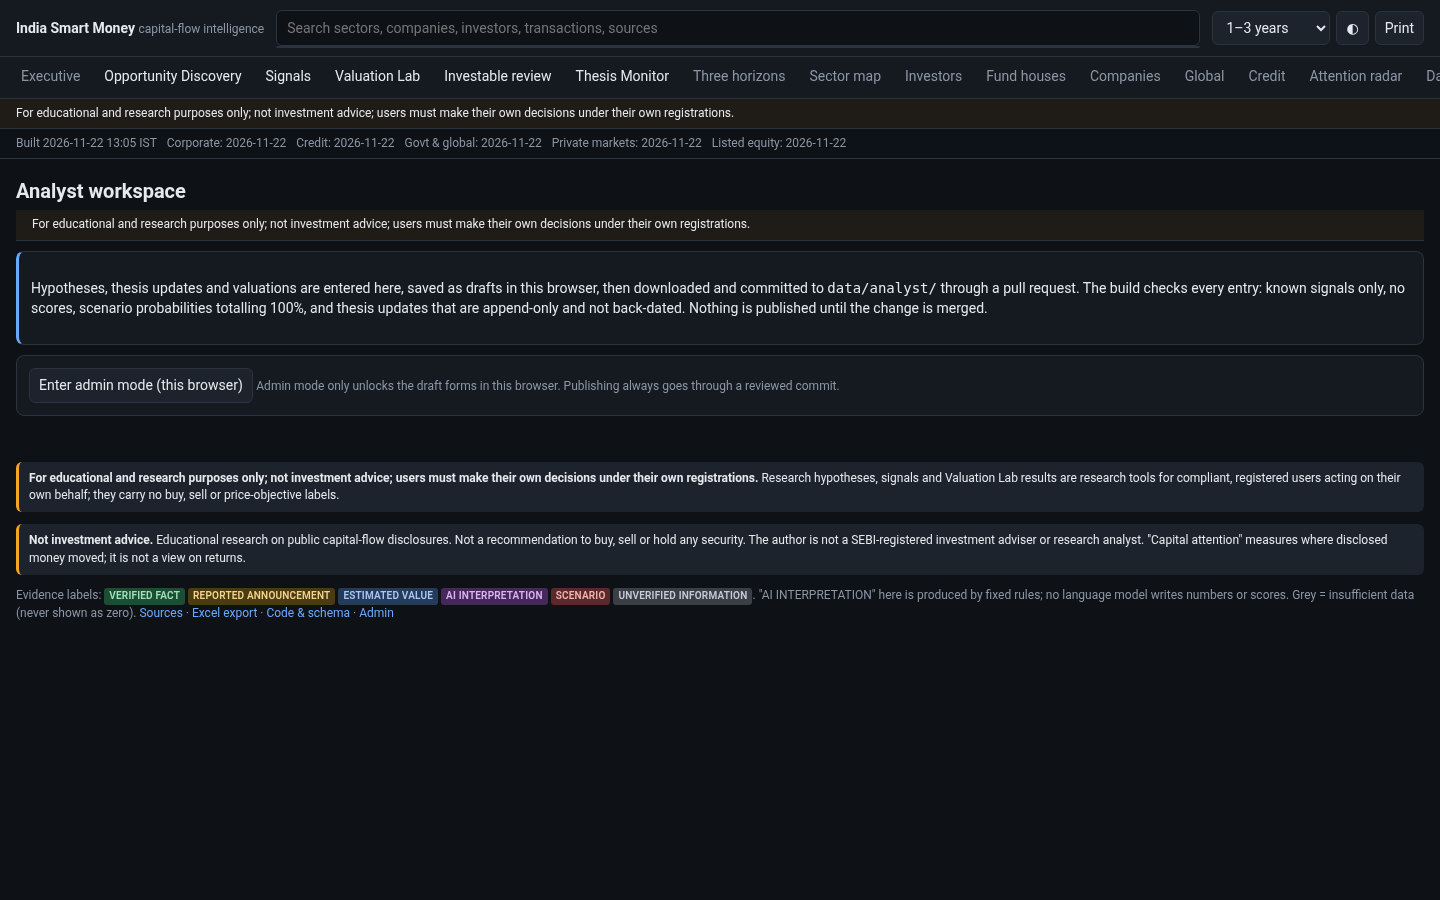 India Smart Money capital-flow intelligence
Search sectors, companies, investors, transactions, sources
1–3 years
Print
Executive Opportunity Discovery Signals Valuation Lab Investable review Thesis Monitor Three horizons Sector map Investors Fund houses Companies Global Credit Attention radar
For educational and research purposes only; not investment advice; users must make their own decisions under their own registrations.
Built 2026-11-22 13:05 IST Corporate: 2026-11-22 Credit: 2026-11-22 Govt & global: 2026-11-22 Private markets: 2026-11-22 Listed equity: 2026-11-22
Analyst workspace
For educational and research purposes only; not investment advice; users must make their own decisions under their own registrations.
Hypotheses, thesis updates and valuations are entered here, saved as drafts in this browser, then downloaded and committed to data/analyst/ through a pull request. The build checks every entry: known signals only, no
scores, scenario probabilities totalling 100%, and thesis updates that are append-only and not back-dated. Nothing is published until the change is merged.
Enter admin mode (this browser) Admin mode only unlocks the draft forms in this browser. Publishing always goes through a reviewed commit.
For educational and research purposes only; not investment advice; users must make their own decisions under their own registrations. Research hypotheses, signals and Valuation Lab results are research tools for compliant, registered users acting on their
own behalf; they carry no buy, sell or price-objective labels.
Not investment advice. Educational research on public capital-flow disclosures. Not a recommendation to buy, sell or hold any security. The author is not a SEBI-registered investment adviser or research analyst. "Capital attention" measures where disclosed
money moved; it is not a view on returns.
Evidence labels: VERIFIED FACT REPORTED ANNOUNCEMENT ESTIMATED VALUE AI INTERPRETATION SCENARIO UNVERIFIED INFORMATION. "AI INTERPRETATION" here is produced by fixed rules; no language model writes numbers or scores. Grey = insufficient data
(never shown as zero). Sources · Excel export · Code & schema · Admin